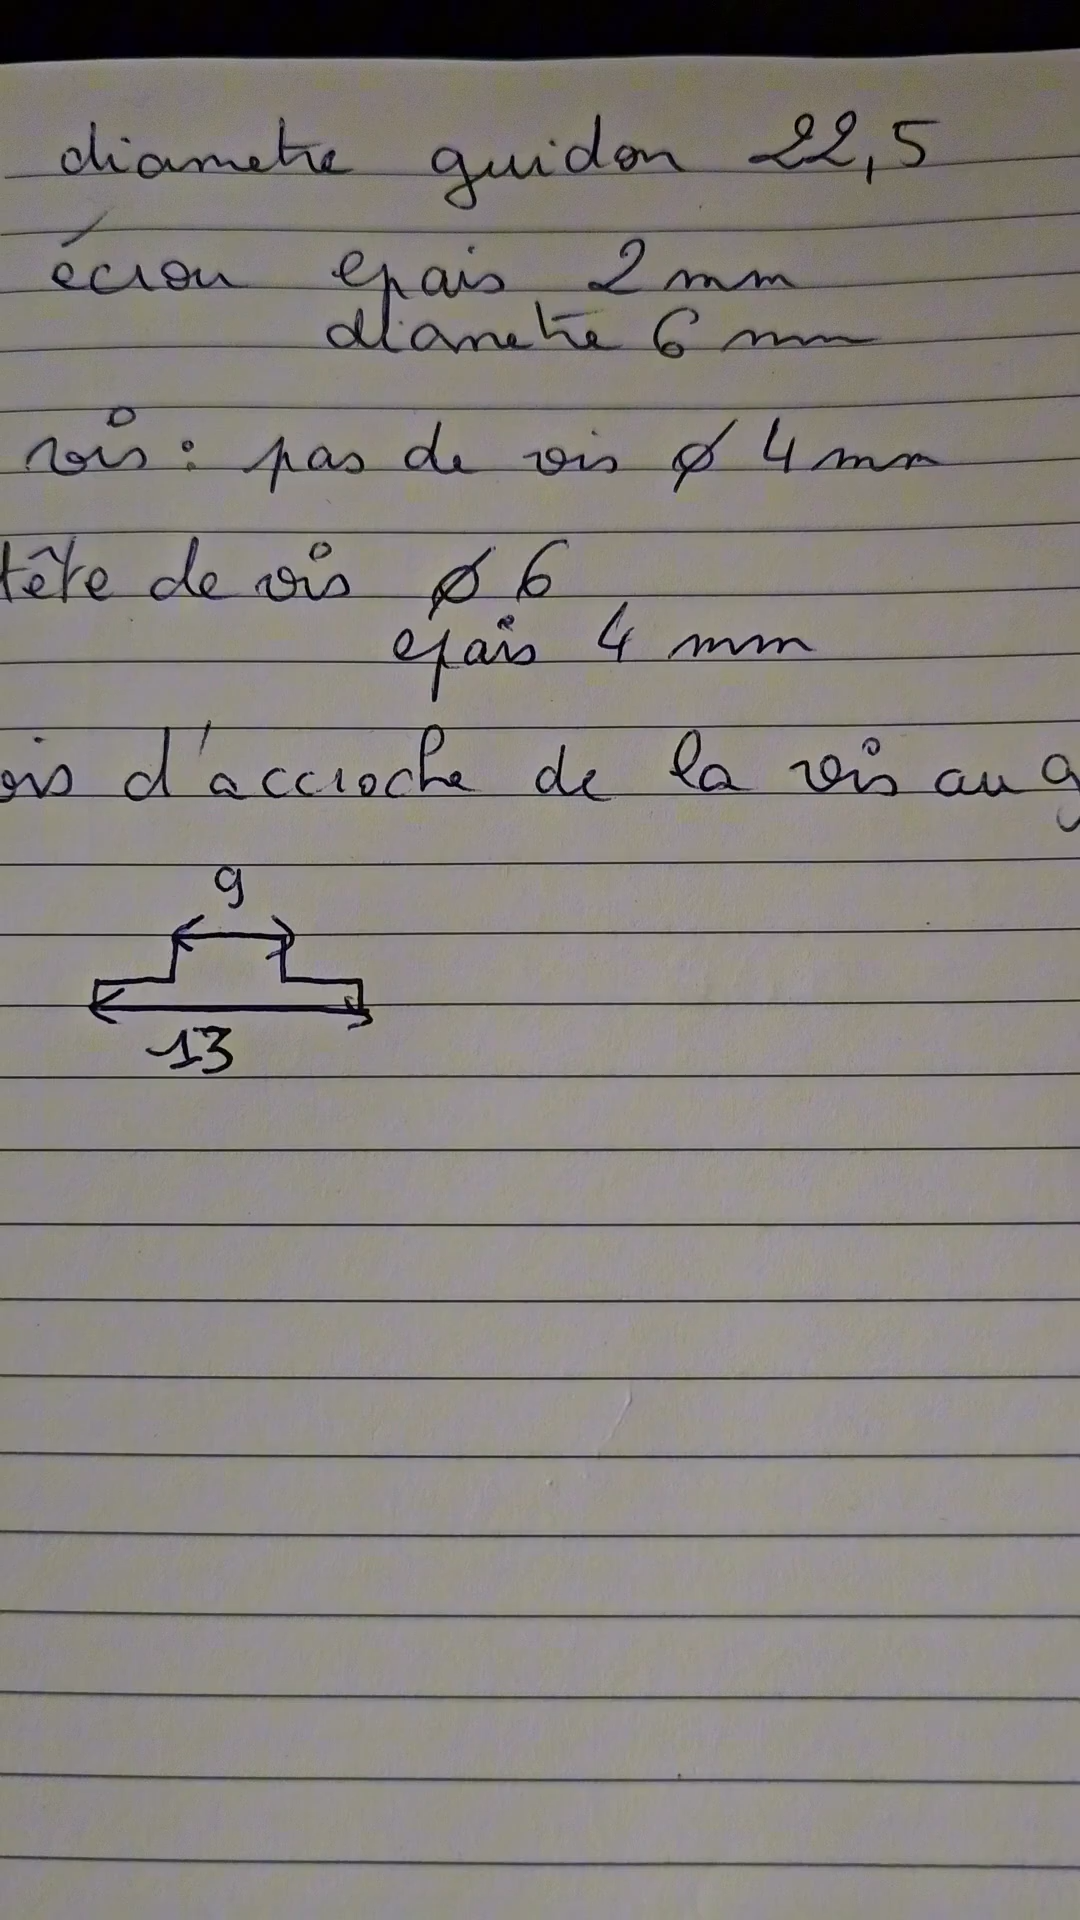 diametre guidon 22,5
écrou epais 2 mm
diametre 6 mm
vis : pas de vis ø 4 mm
tête de vis ø 6
epais 4 mm
d'accroche de la vis au
9
13